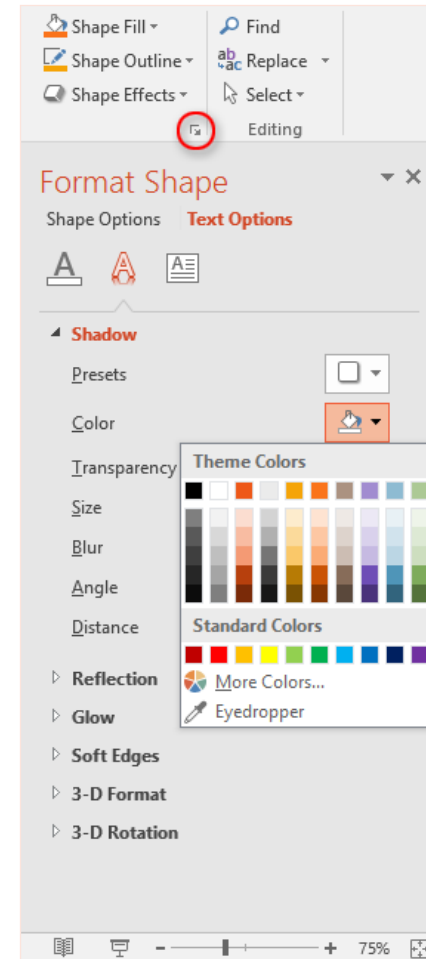 Shape Fill Find
Shape Outline Replace
Shape Effects Select
Editing
Format Shape
Shape Options Text Options
Shadow
Presets
Color
Transparency
Theme Colors
Size
Blur
Angle
Distance
Standard Colors
More Colors...
Eyedropper
Reflection
Glow
Soft Edges
3-D Format
3-D Rotation
75%